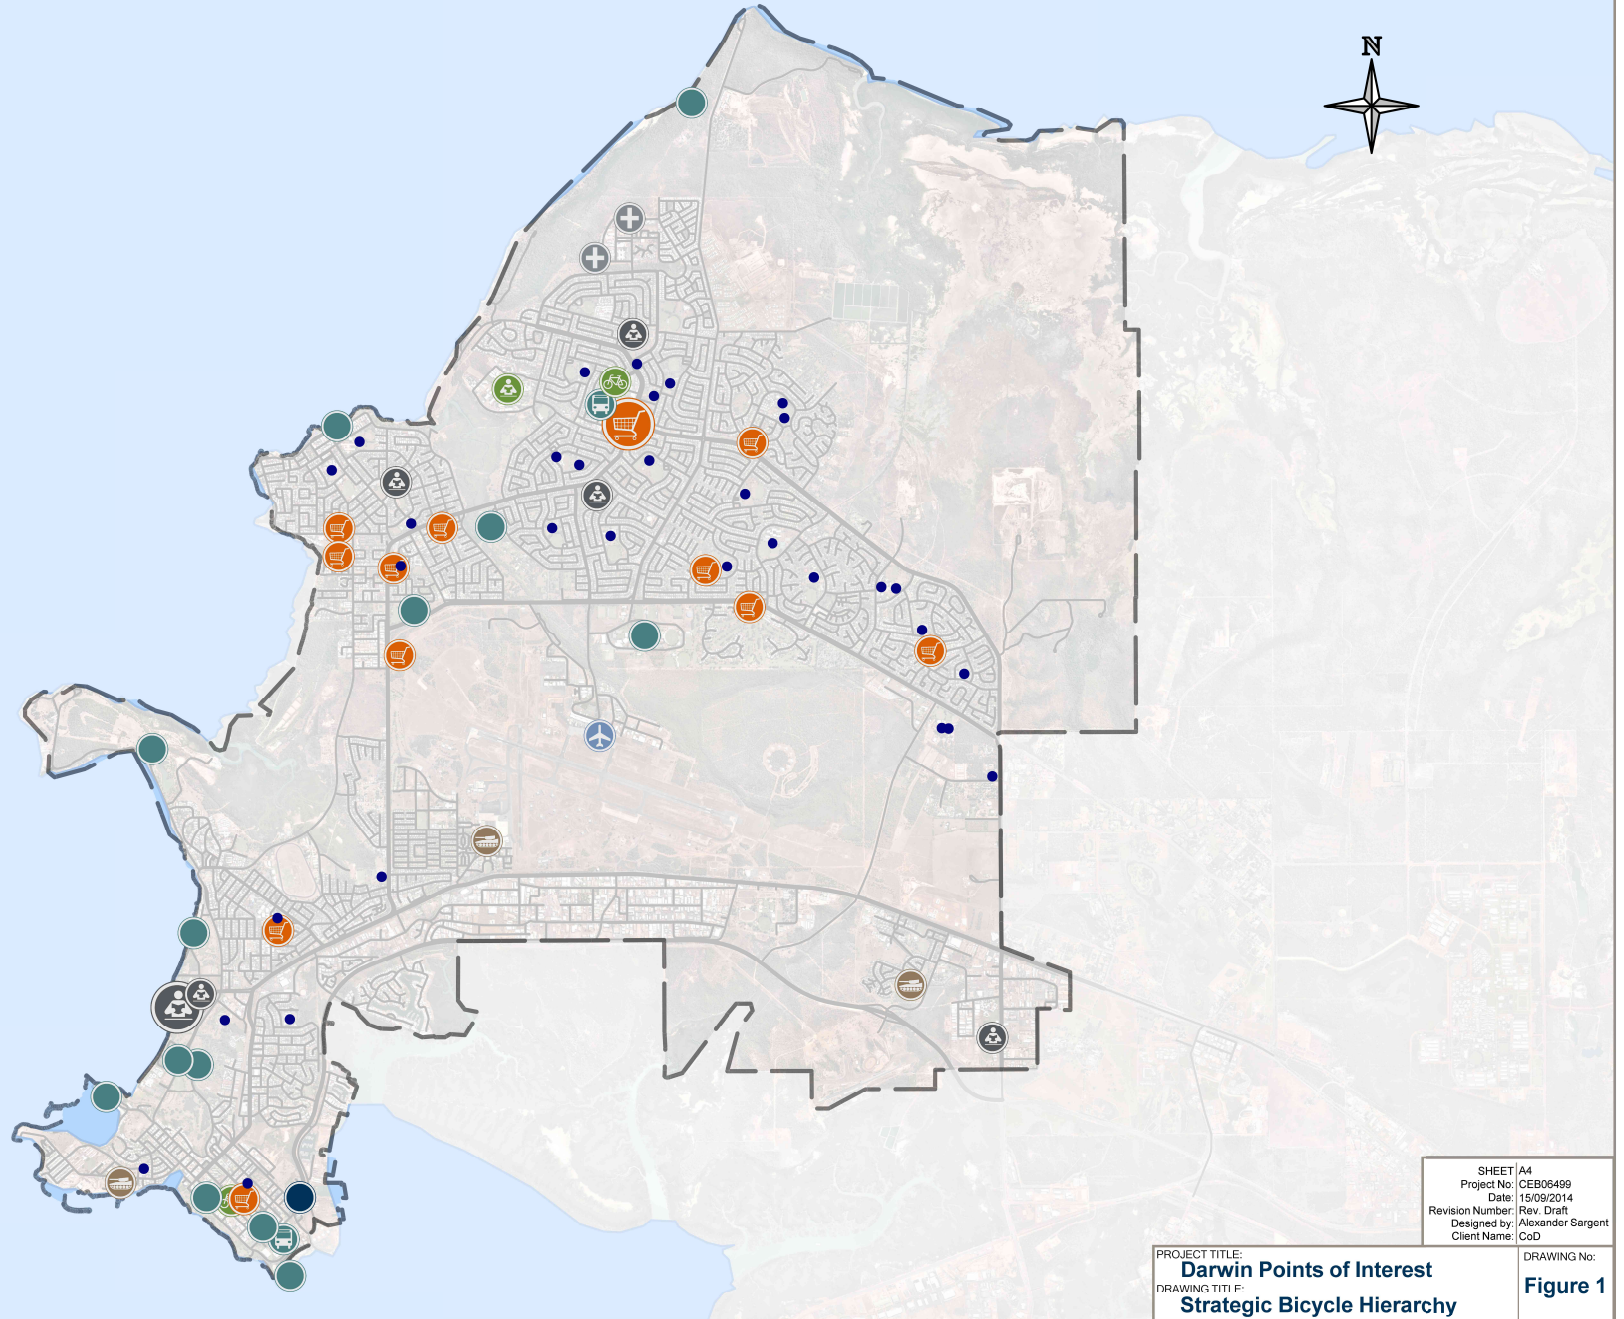 N
SHEET A4
Project No: CEB06499
Date: 15/09/2014
Revision Number: Rev. Draft
Designed by: Alexander Sargent
Client Name: CoD
PROJECT TITLE:
Darwin Points of Interest
DRAWING TITLE:
Strategic Bicycle Hierarchy
DRAWING No:
Figure 1